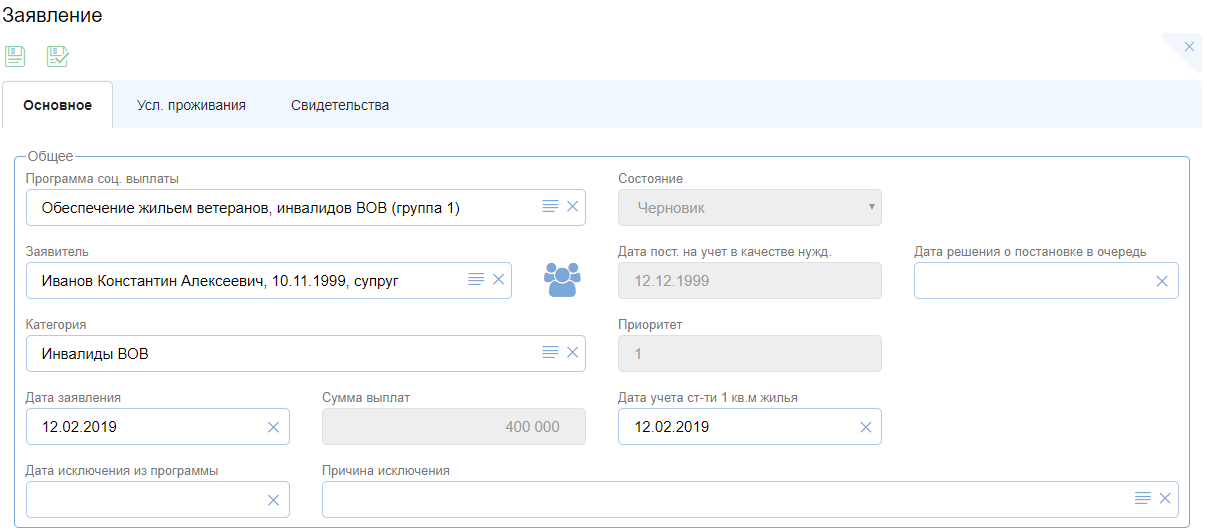 Заявление
Основное Усл. проживания Свидетельства
Общее
Программа соц. выплаты Состояние
Обеспечение жильем ветеранов, инвалидов ВОВ (группа 1) Черновик
Заявитель Дата пост. на учет в качестве нужд. Дата решения о постановке в очередь
Иванов Константин Алексеевич, 10.11.1999, супруг 12.12.1999
Категория Приоритет
Инвалиды ВОВ 1
Дата заявления Сумма выплат Дата учета ст-ти 1 кв.м жилья
12.02.2019 400 000 12.02.2019
Дата исключения из программы Причина исключения